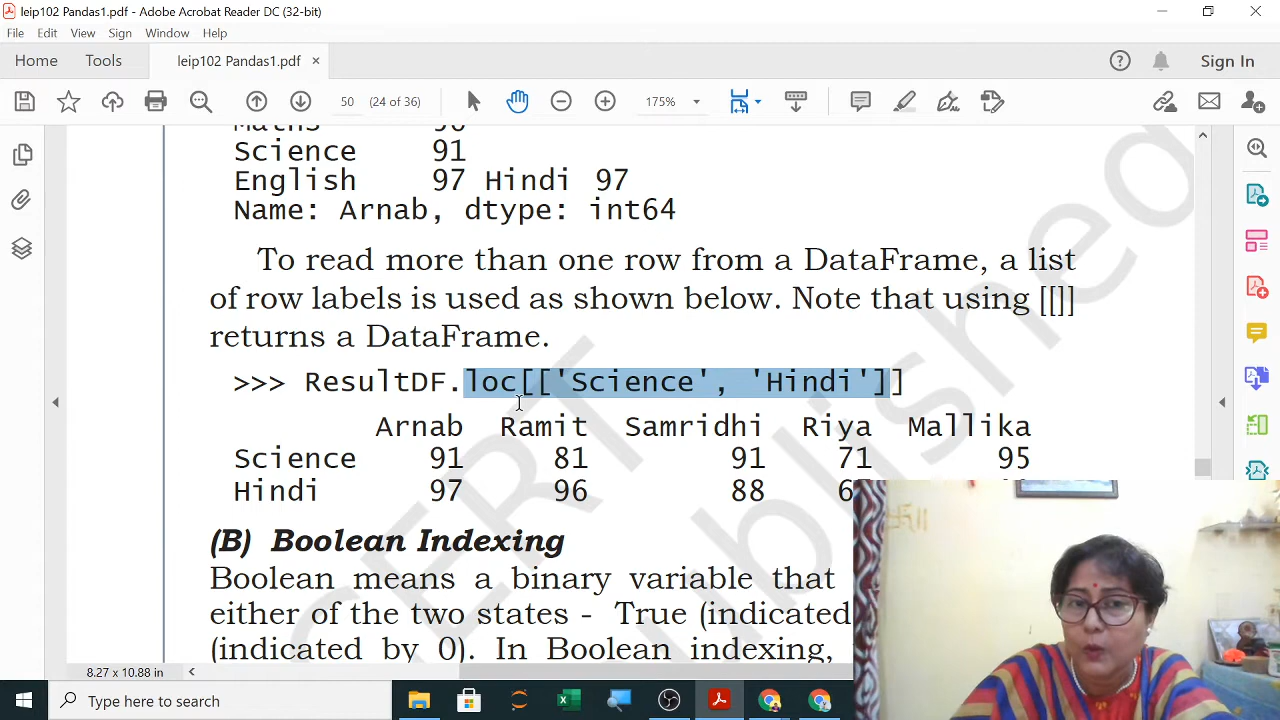 leip102 Pandas1.pdf - Adobe Acrobat Reader DC (32-bit)
File Edit View Sign Window Help
Home Tools leip102 Pandas1.pdf × Sign In
50 (24 of 36) 175%
Maths 90
Science 91
English 97 Hindi 97
Name: Arnab, dtype: int64
To read more than one row from a DataFrame, a list
of row labels is used as shown below. Note that using [[]]
returns a DataFrame.
>>> ResultDF.loc[['Science', 'Hindi']]
Arnab Ramit Samridhi Riya Mallika
Science 91 81 91 71 95
Hindi 97 96 88
(B) Boolean Indexing
Boolean means a binary variable that
either of the two states - True (indicated
(indicated by 0). In Boolean indexing,
8.27 x 10.88 in
Type here to search